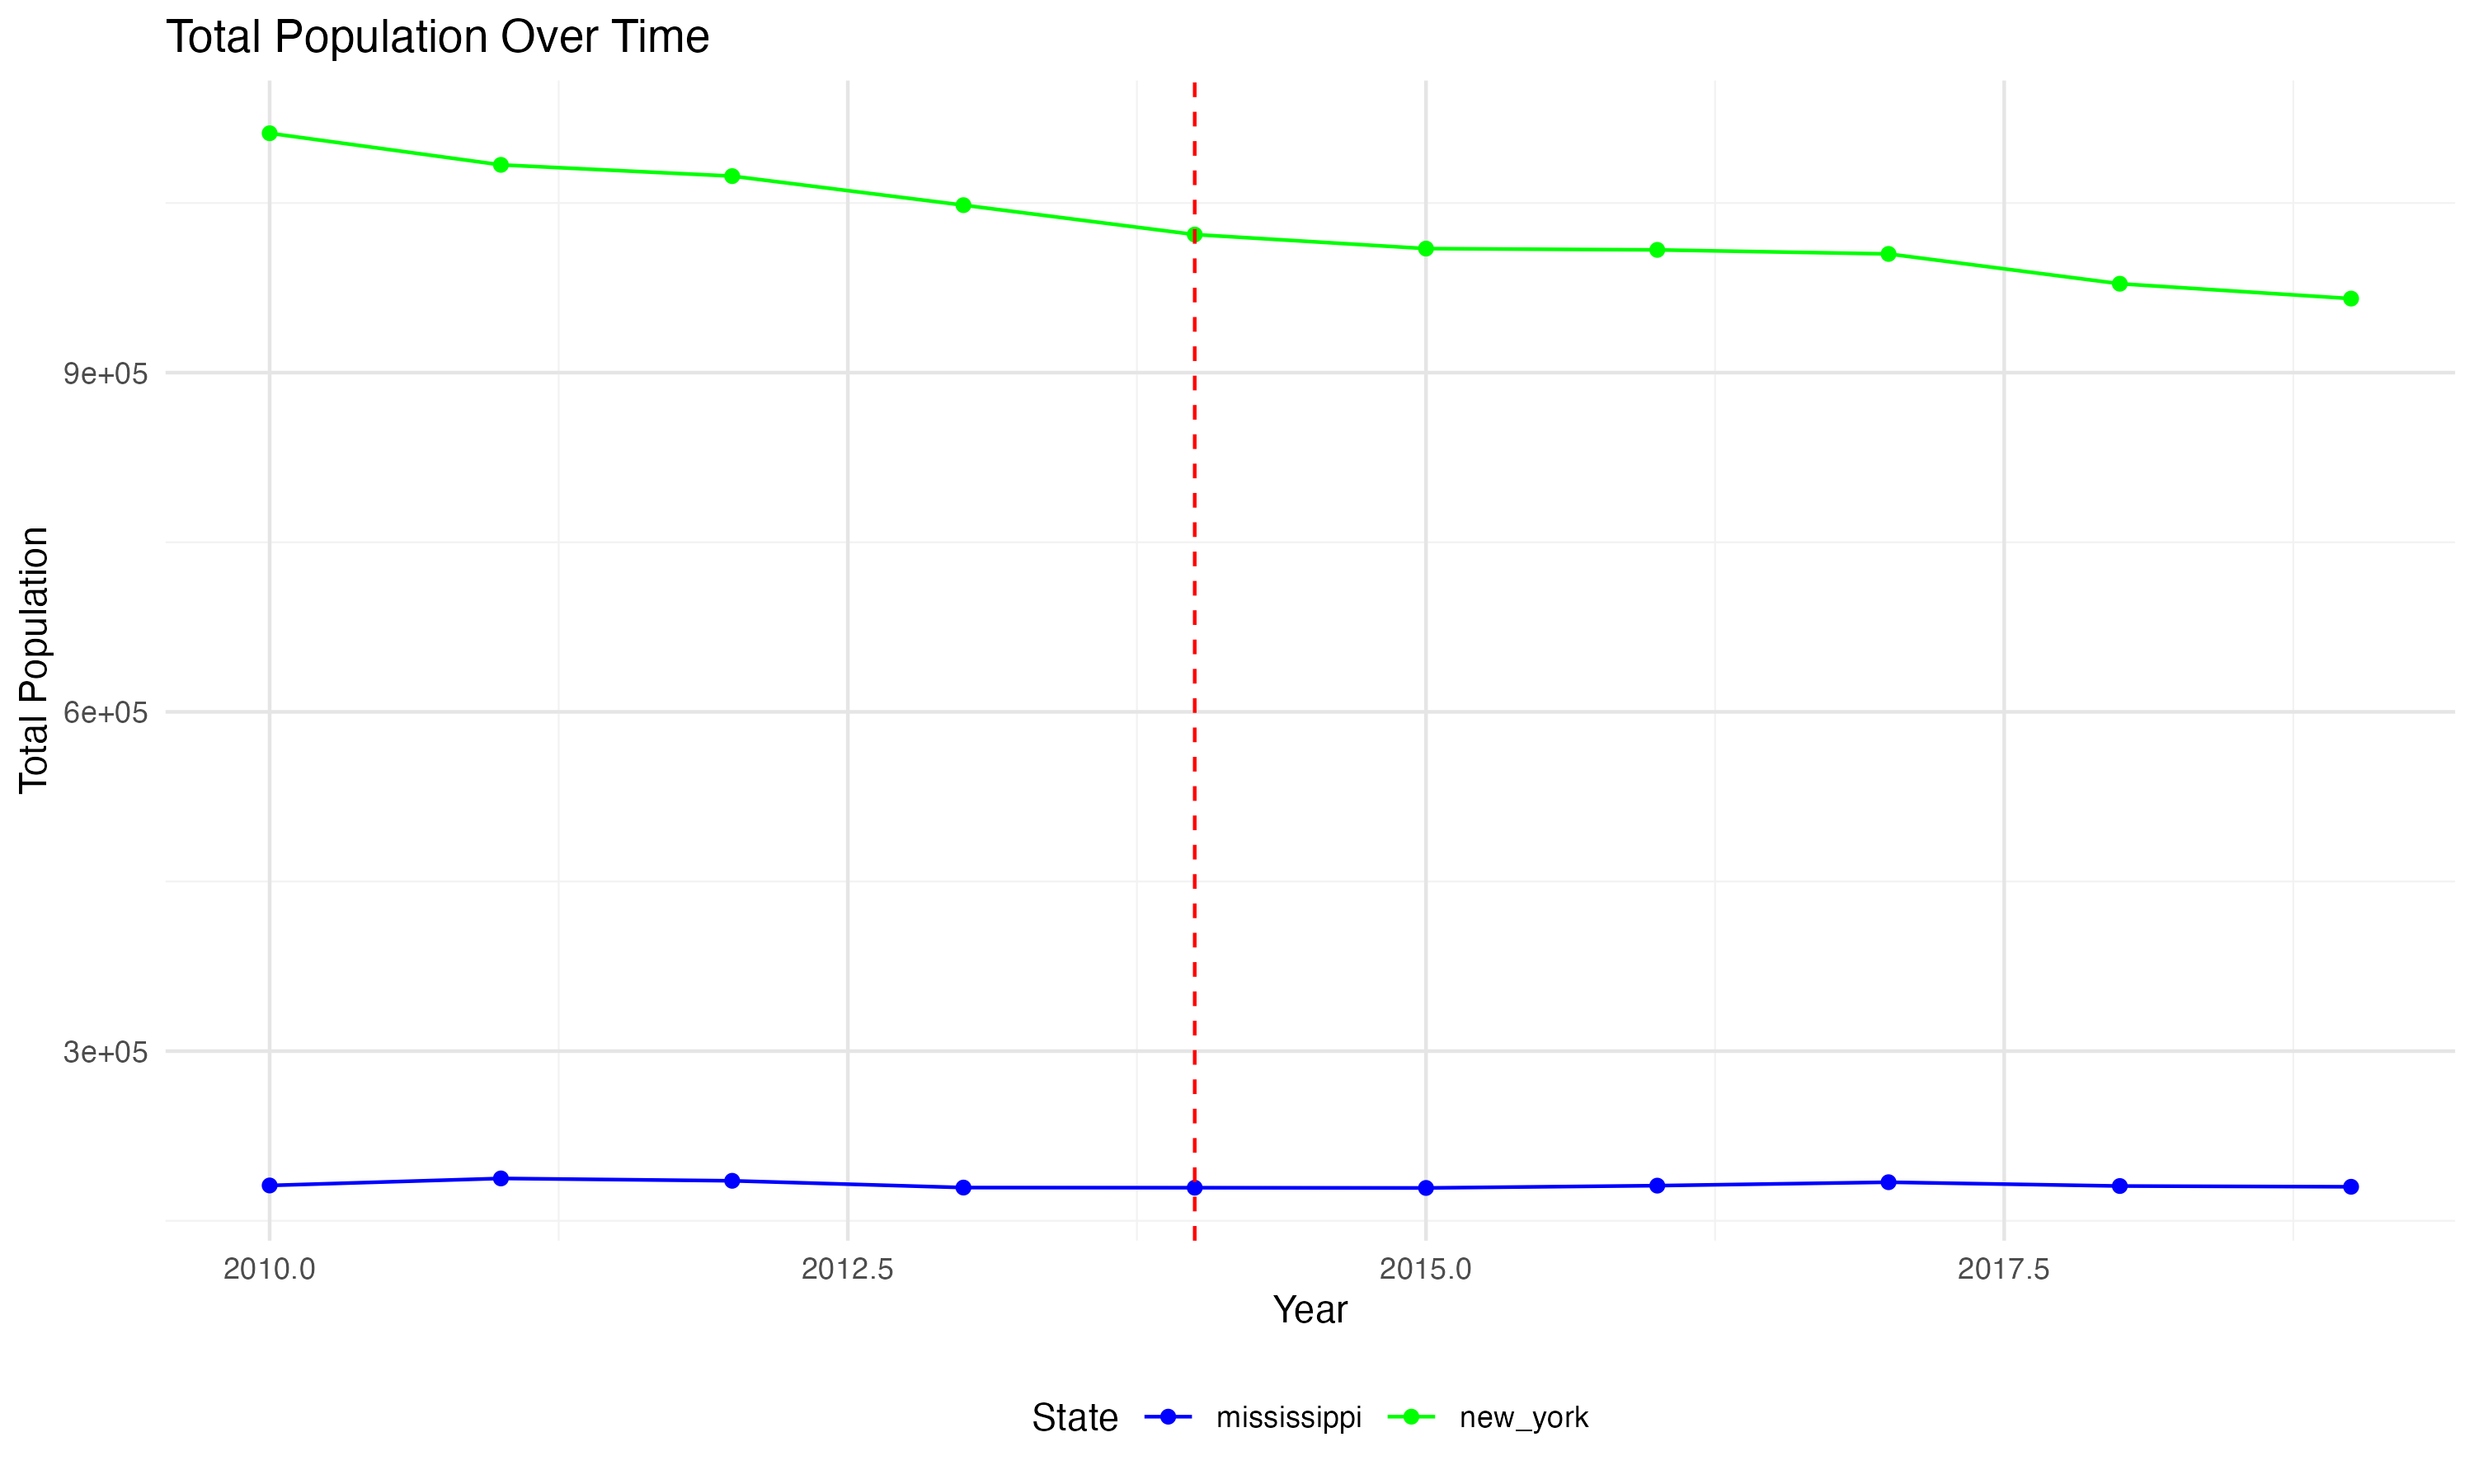 Total Population Over Time
Total Population
9e+05
6e+05
3e+05
2010.0 2012.5 2015.0 2017.5
Year
State mississippi new_york